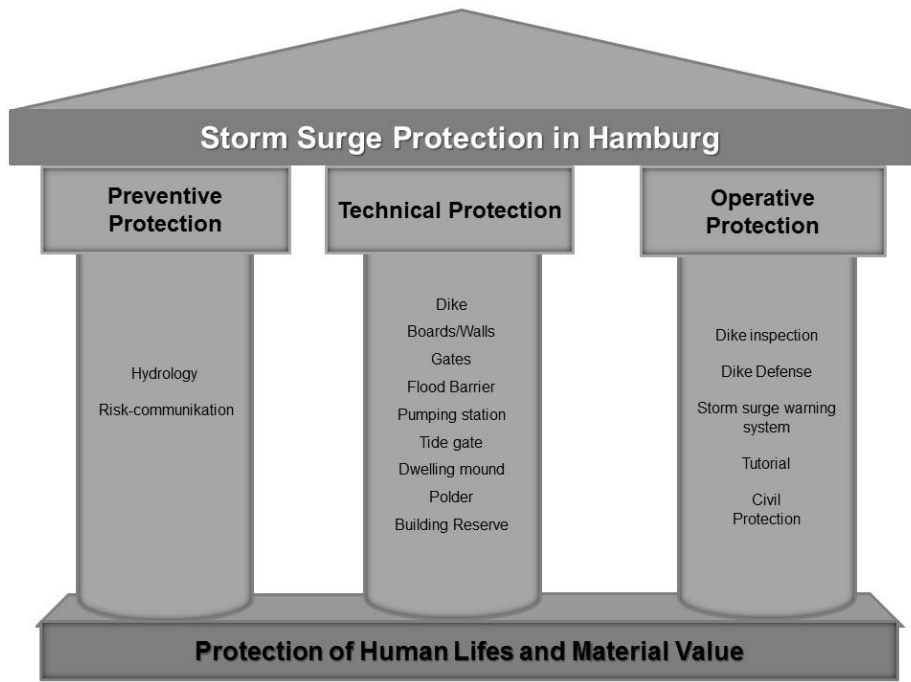 Storm Surge Protection in Hamburg
Preventive
Protection
Technical Protection
Operative
Protection
Hydrology
Risk-communikation
Dike
Boards/Walls
Gates
Flood Barrier
Pumping station
Tide gate
Dwelling mound
Polder
Building Reserve
Dike inspection
Dike Defense
Storm surge warning
system
Tutorial
Civil
Protection
Protection of Human Lifes and Material Value